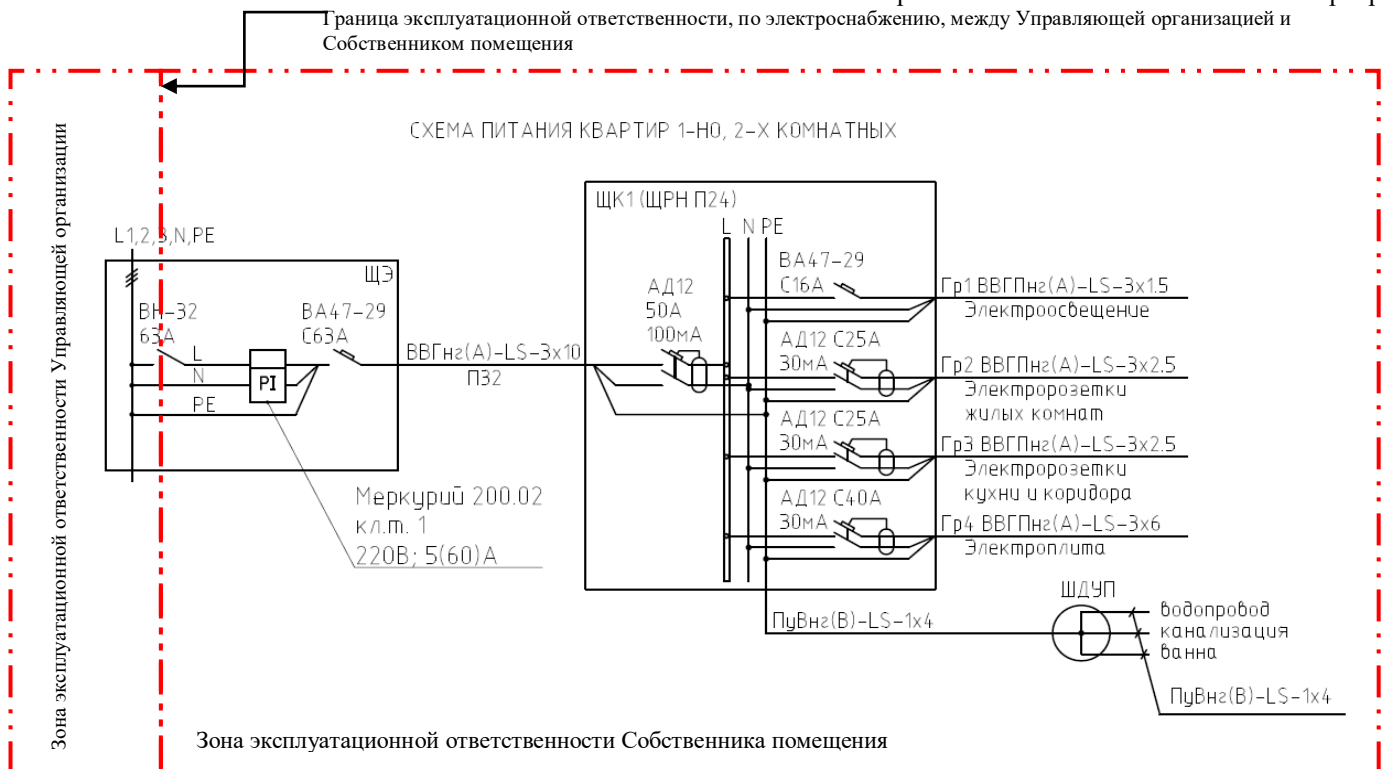 Граница эксплуатационной ответственности, по электроснабжению, между Управляющей организацией и
Собственником помещения
Зона эксплуатационной ответственности Управляющей организации
СХЕМА ПИТАНИЯ КВАРТИР 1-НО, 2-Х КОМНАТНЫХ
L1,2,3,N,PE
ЩЭ
ВН-32
63А
ВА47-29
С63А
L
N
PE
PI
ВВГнг(А)-LS-3х10
П32
Меркурий 200.02
кл.т. 1
220В; 5(60)А
ЩК1 (ЩРН П24)
L N PE
АД12
50А
100мА
ВА47-29
С16А
Гр1 ВВГПнг(А)-LS-3х1.5
Электроосвещение
АД12 С25А
30мА
Гр2 ВВГПнг(А)-LS-3х2.5
Электророзетки
жилых комнат
АД12 С25А
30мА
Гр3 ВВГПнг(А)-LS-3х2.5
Электророзетки
кухни и коридора
АД12 С40А
30мА
Гр4 ВВГПнг(А)-LS-3х6
Электроплита
ПуВнг(В)-LS-1х4
ШДУП
водопровод
канализация
ванна
ПуВнг(В)-LS-1х4
Зона эксплуатационной ответственности Собственника помещения